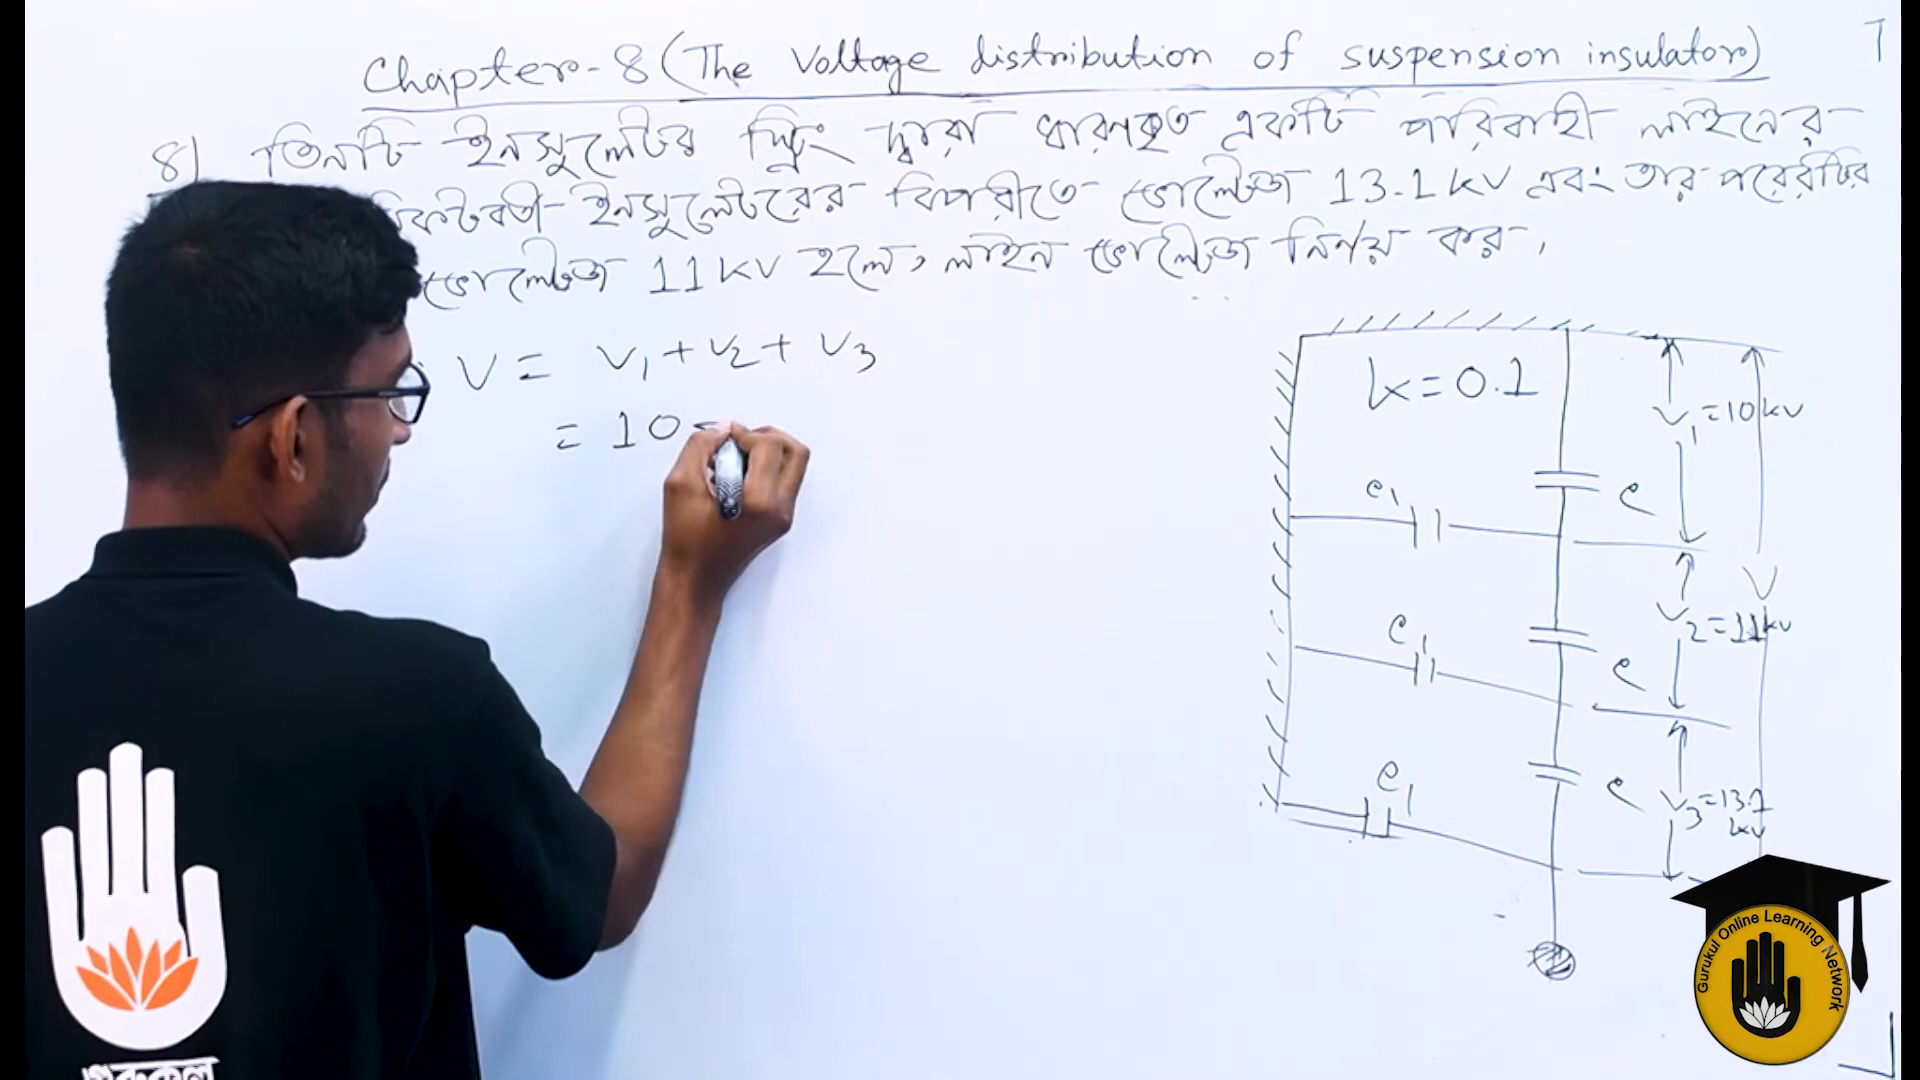 Chapter-8 (The Voltage distribution of suspension insulator)
8) তিনটি ইনসুলেটর স্ট্রিং দ্বারা ধারণকৃত একটি পরিবাহী লাইনের
ইনসুলেটরের বিপরীতে ভোল্টেজ 13.1 kV এবং তার পরেরটির
ভোল্টেজ 11 kV হলে, লাইন ভোল্টেজ নির্ণয় কর,
V = V1 + V2 + V3
= 10
K = 0.1
V1 = 10 kV
C1
C
V
V2 = 11 kV
C1
C
C1
C
V3 = 13.1
kV
Gurukul Online Learning Network
গুরুকুল